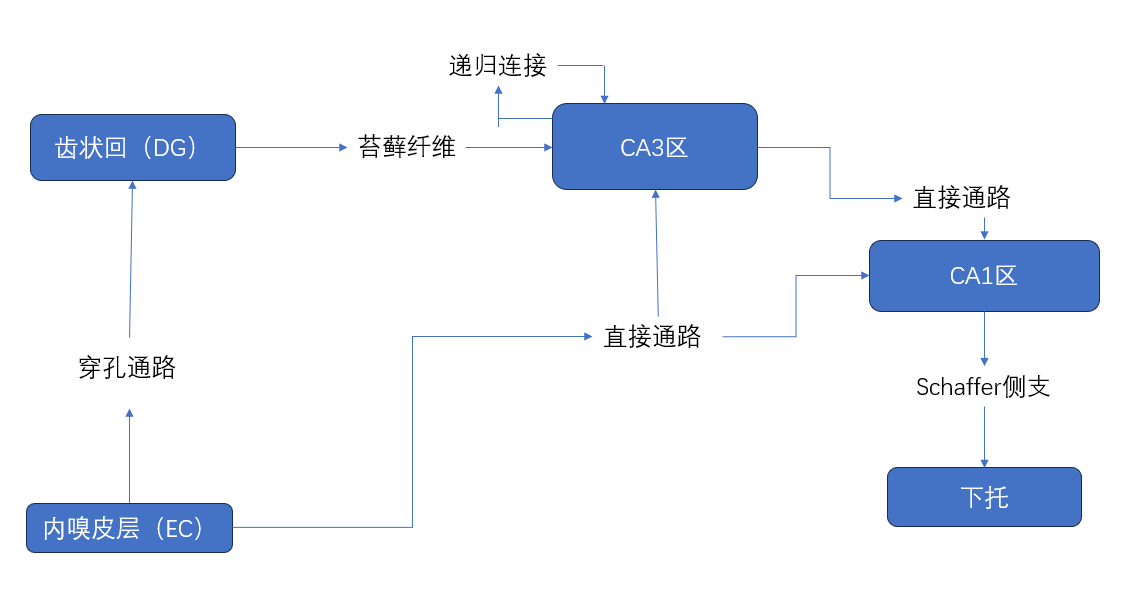 递归连接
齿状回（DG）
苔藓纤维
CA3区
直接通路
CA1区
直接通路
穿孔通路
Schaffer侧支
内嗅皮层（EC）
下托